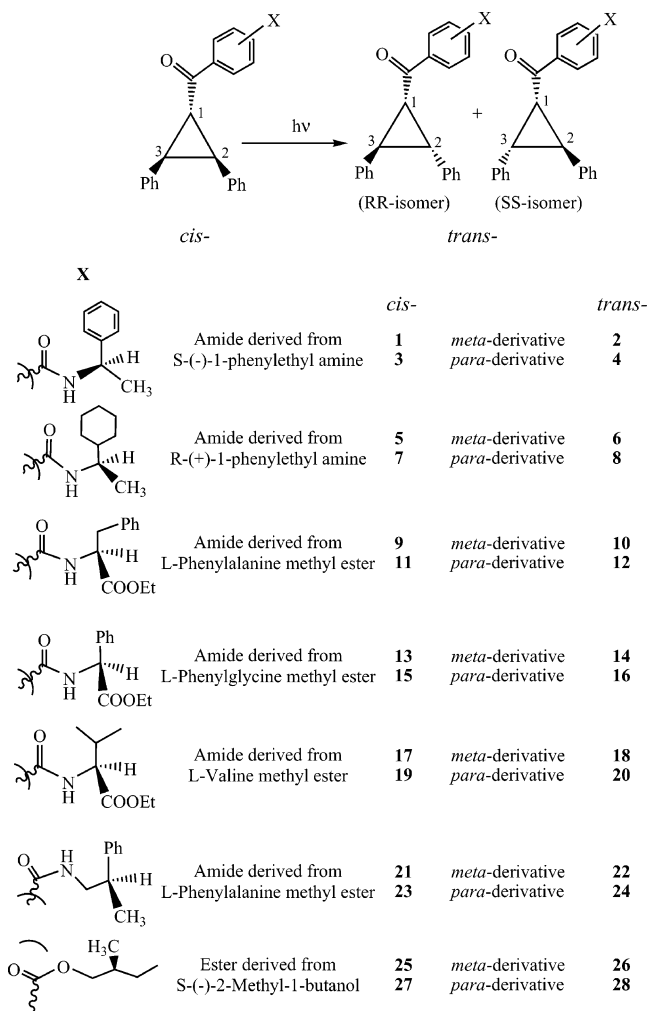 X
X
X
O
O
O
1
1
1
hν
+
3
2
3
2
3
2
Ph
Ph
Ph
Ph
Ph
Ph
(RR-isomer)
(SS-isomer)
cis-
trans-
X
cis-
trans-
O
N
H
H
CH3
Amide derived from 1 meta-derivative 2
S-(-)-1-phenylethyl amine 3 para-derivative 4
O
N
H
H
CH3
Amide derived from 5 meta-derivative 6
R-(+)-1-phenylethyl amine 7 para-derivative 8
O
Ph
N
H
H
COOEt
Amide derived from 9 meta-derivative 10
L-Phenylalanine methyl ester 11 para-derivative 12
O
Ph
N
H
H
COOEt
Amide derived from 13 meta-derivative 14
L-Phenylglycine methyl ester 15 para-derivative 16
O
N
H
H
COOEt
Amide derived from 17 meta-derivative 18
L-Valine methyl ester 19 para-derivative 20
O
H
N
Ph
H
CH3
Amide derived from 21 meta-derivative 22
L-Phenylalanine methyl ester 23 para-derivative 24
H3C
O
O
Ester derived from 25 meta-derivative 26
S-(-)-2-Methyl-1-butanol 27 para-derivative 28